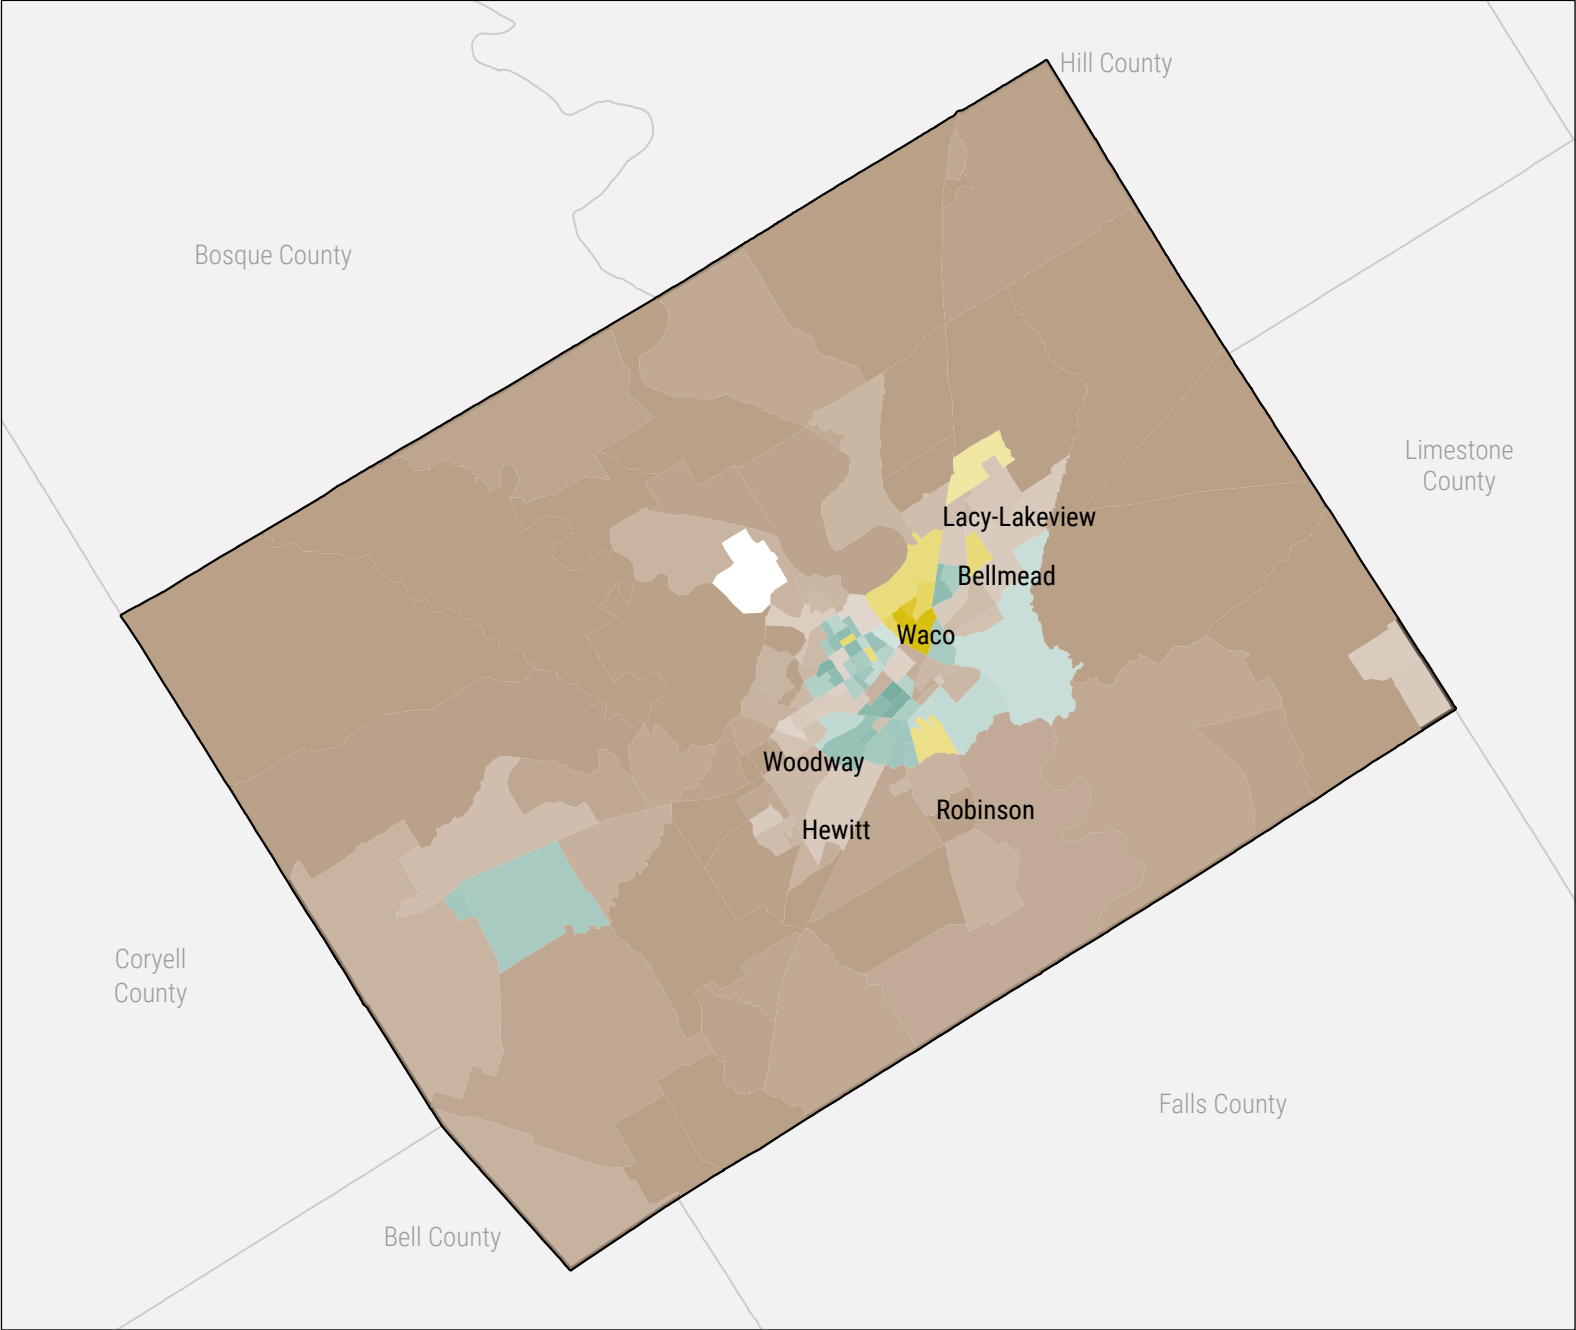 Hill County
Bosque County
Limestone
County
Lacy-Lakeview
Bellmead
Waco
Woodway
Robinson
Hewitt
Coryell
County
Falls County
Bell County